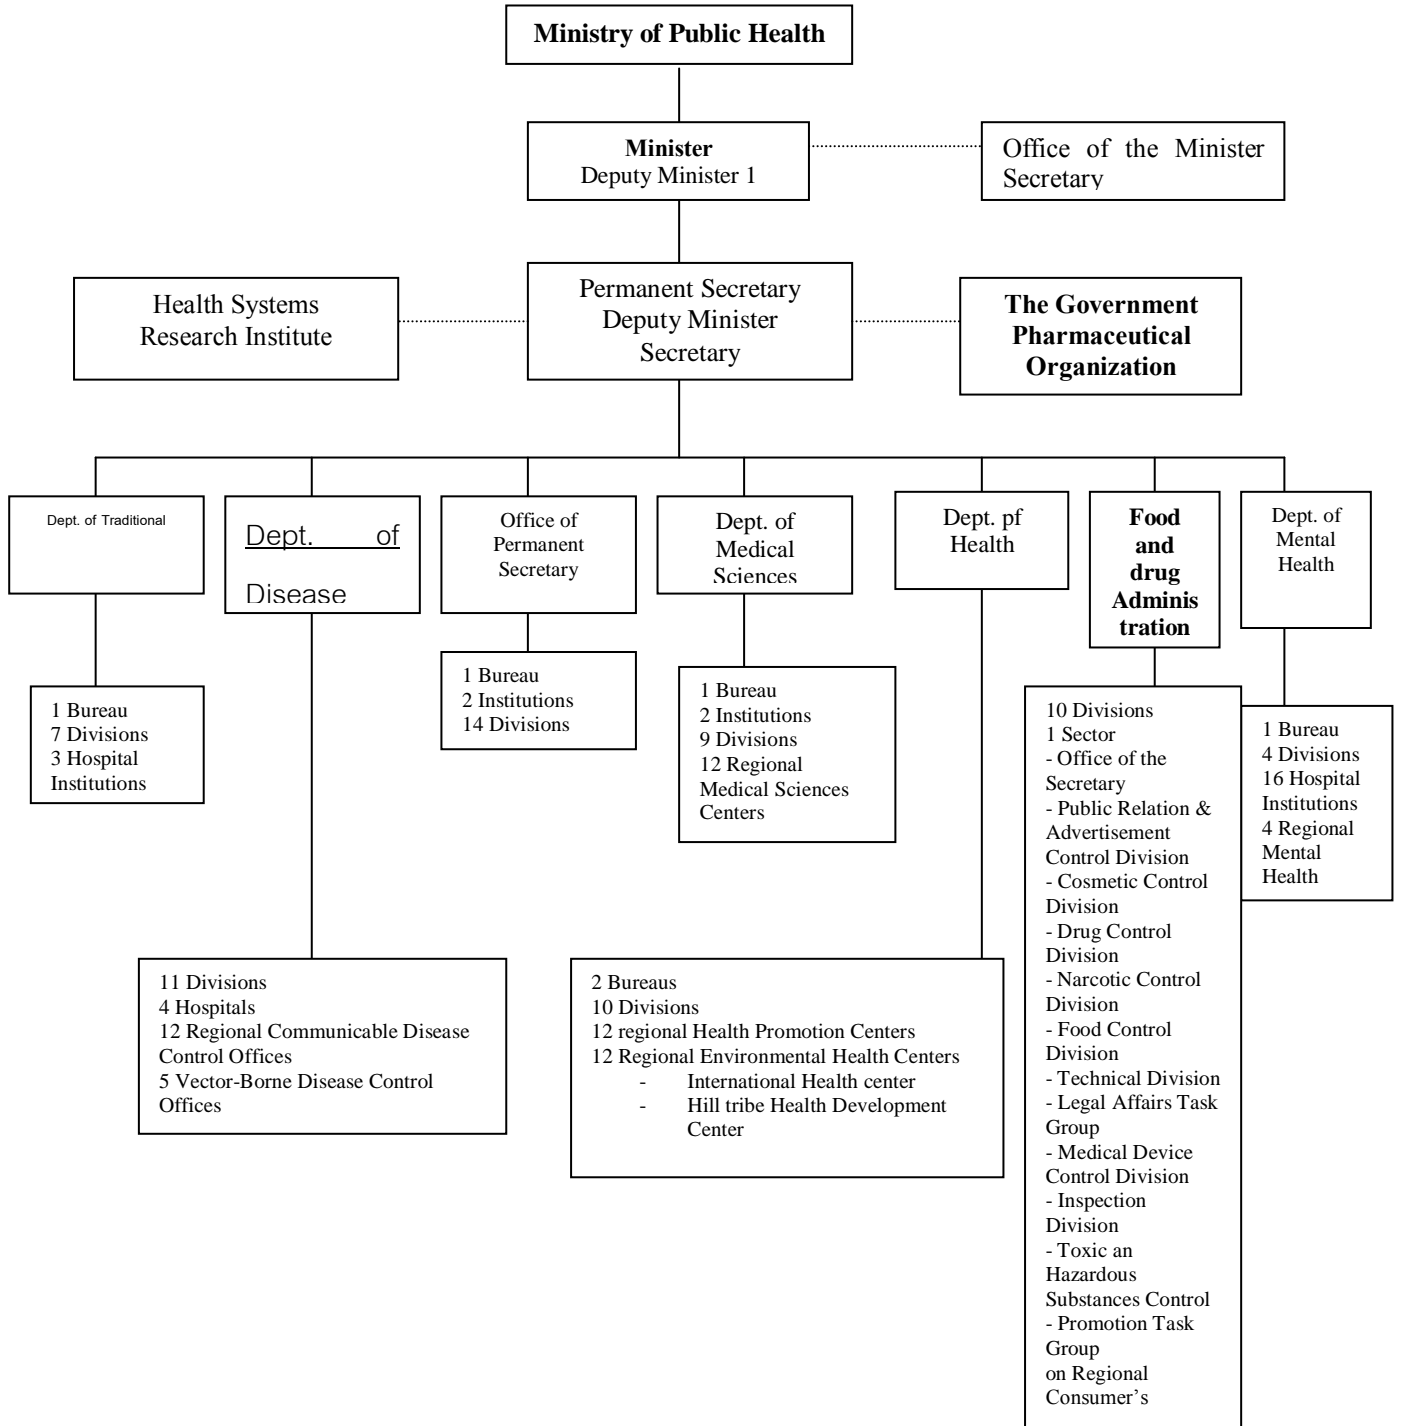 Ministry of Public Health
Minister
Deputy Minister 1
Office of the Minister
Secretary
Health Systems
Research Institute
Permanent Secretary
Deputy Minister
Secretary
The Government
Pharmaceutical
Organization
Dept. of Traditional
Dept. of
Disease
Office of
Permanent
Secretary
Dept. of
Medical
Sciences
Dept. pf
Health
Food
and
drug
Adminis
tration
Dept. of
Mental
Health
1 Bureau
7 Divisions
3 Hospital
Institutions
1 Bureau
2 Institutions
14 Divisions
1 Bureau
2 Institutions
9 Divisions
12 Regional
Medical Sciences
Centers
10 Divisions
1 Sector
- Office of the
Secretary
- Public Relation &
Advertisement
Control Division
- Cosmetic Control
Division
- Drug Control
Division
- Narcotic Control
Division
- Food Control
Division
- Technical Division
- Legal Affairs Task
Group
- Medical Device
Control Division
- Inspection
Division
- Toxic an
Hazardous
Substances Control
- Promotion Task
Group
on Regional
Consumer's
1 Bureau
4 Divisions
16 Hospital
Institutions
4 Regional
Mental
Health
11 Divisions
4 Hospitals
12 Regional Communicable Disease
Control Offices
5 Vector-Borne Disease Control
Offices
2 Bureaus
10 Divisions
12 regional Health Promotion Centers
12 Regional Environmental Health Centers
- International Health center
- Hill tribe Health Development
Center